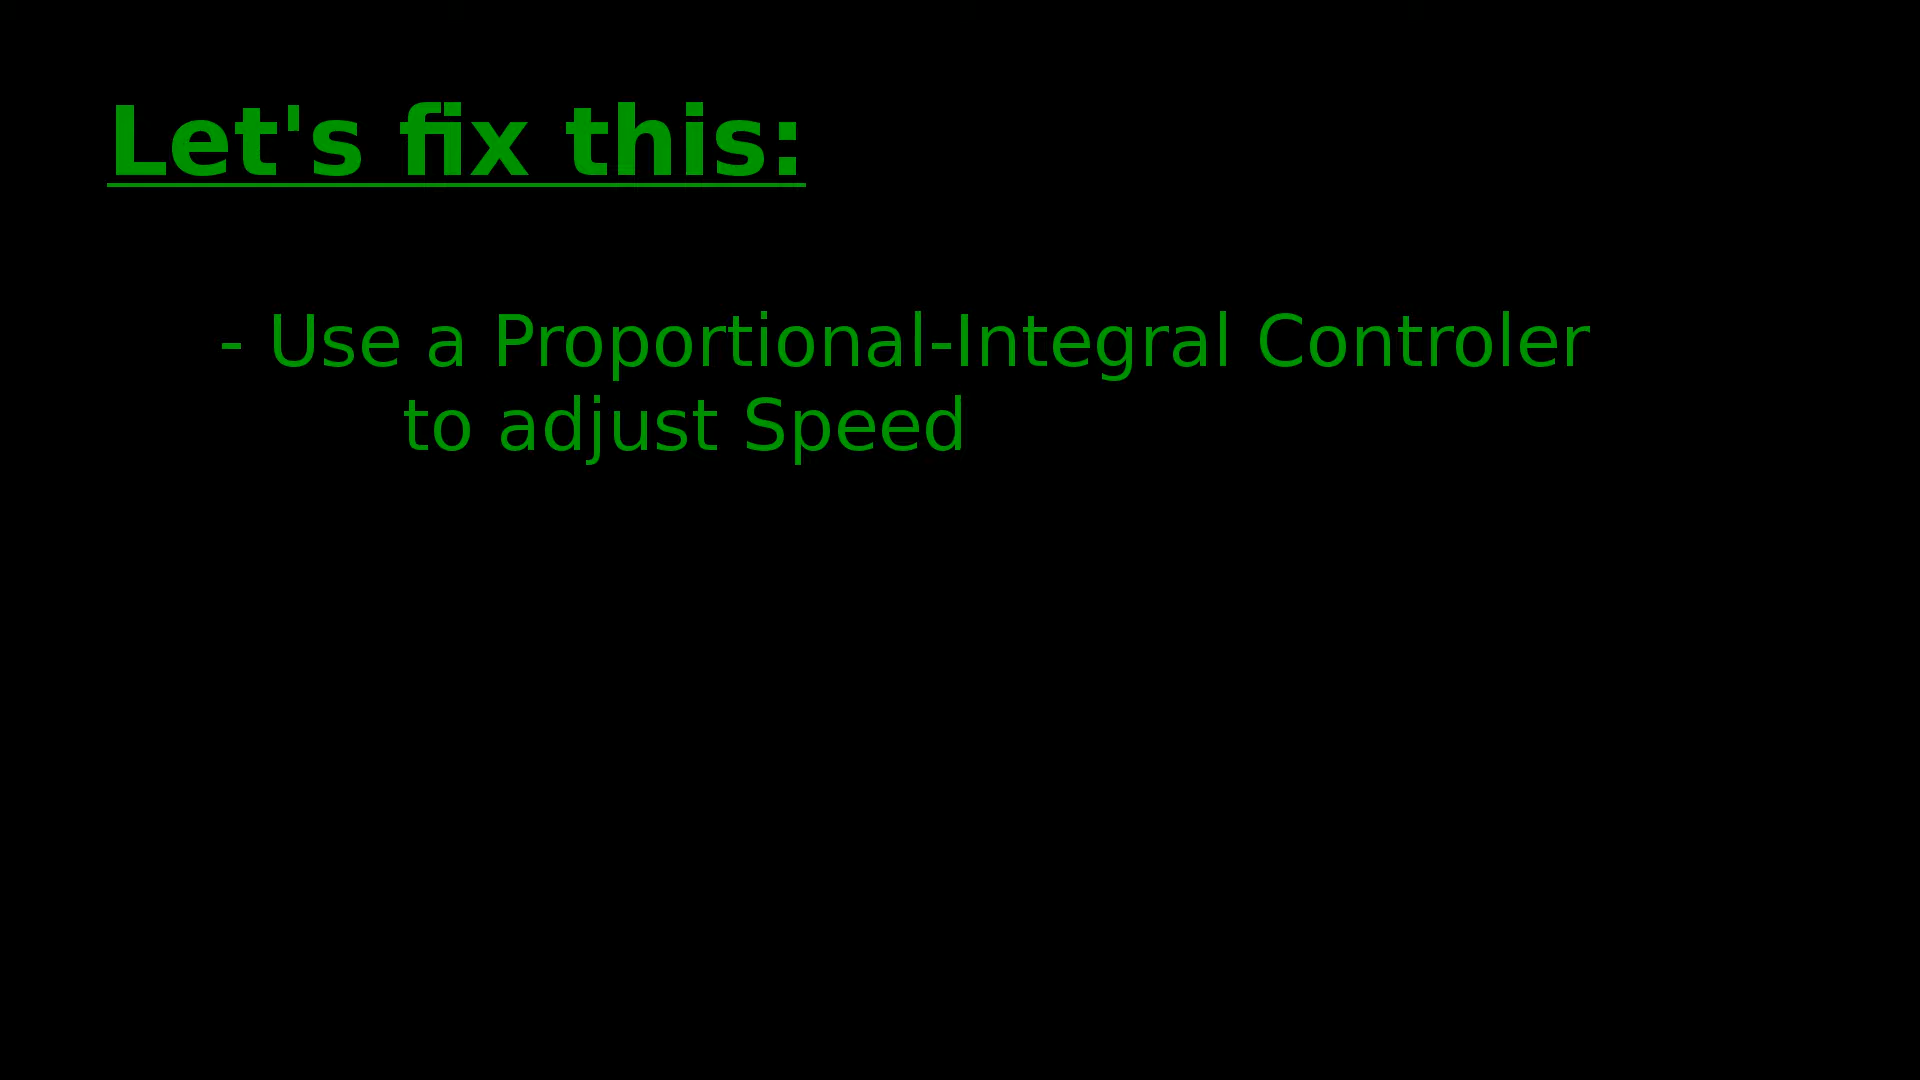 Let's fix this:
- Use a Proportional-Integral Controler
to adjust Speed